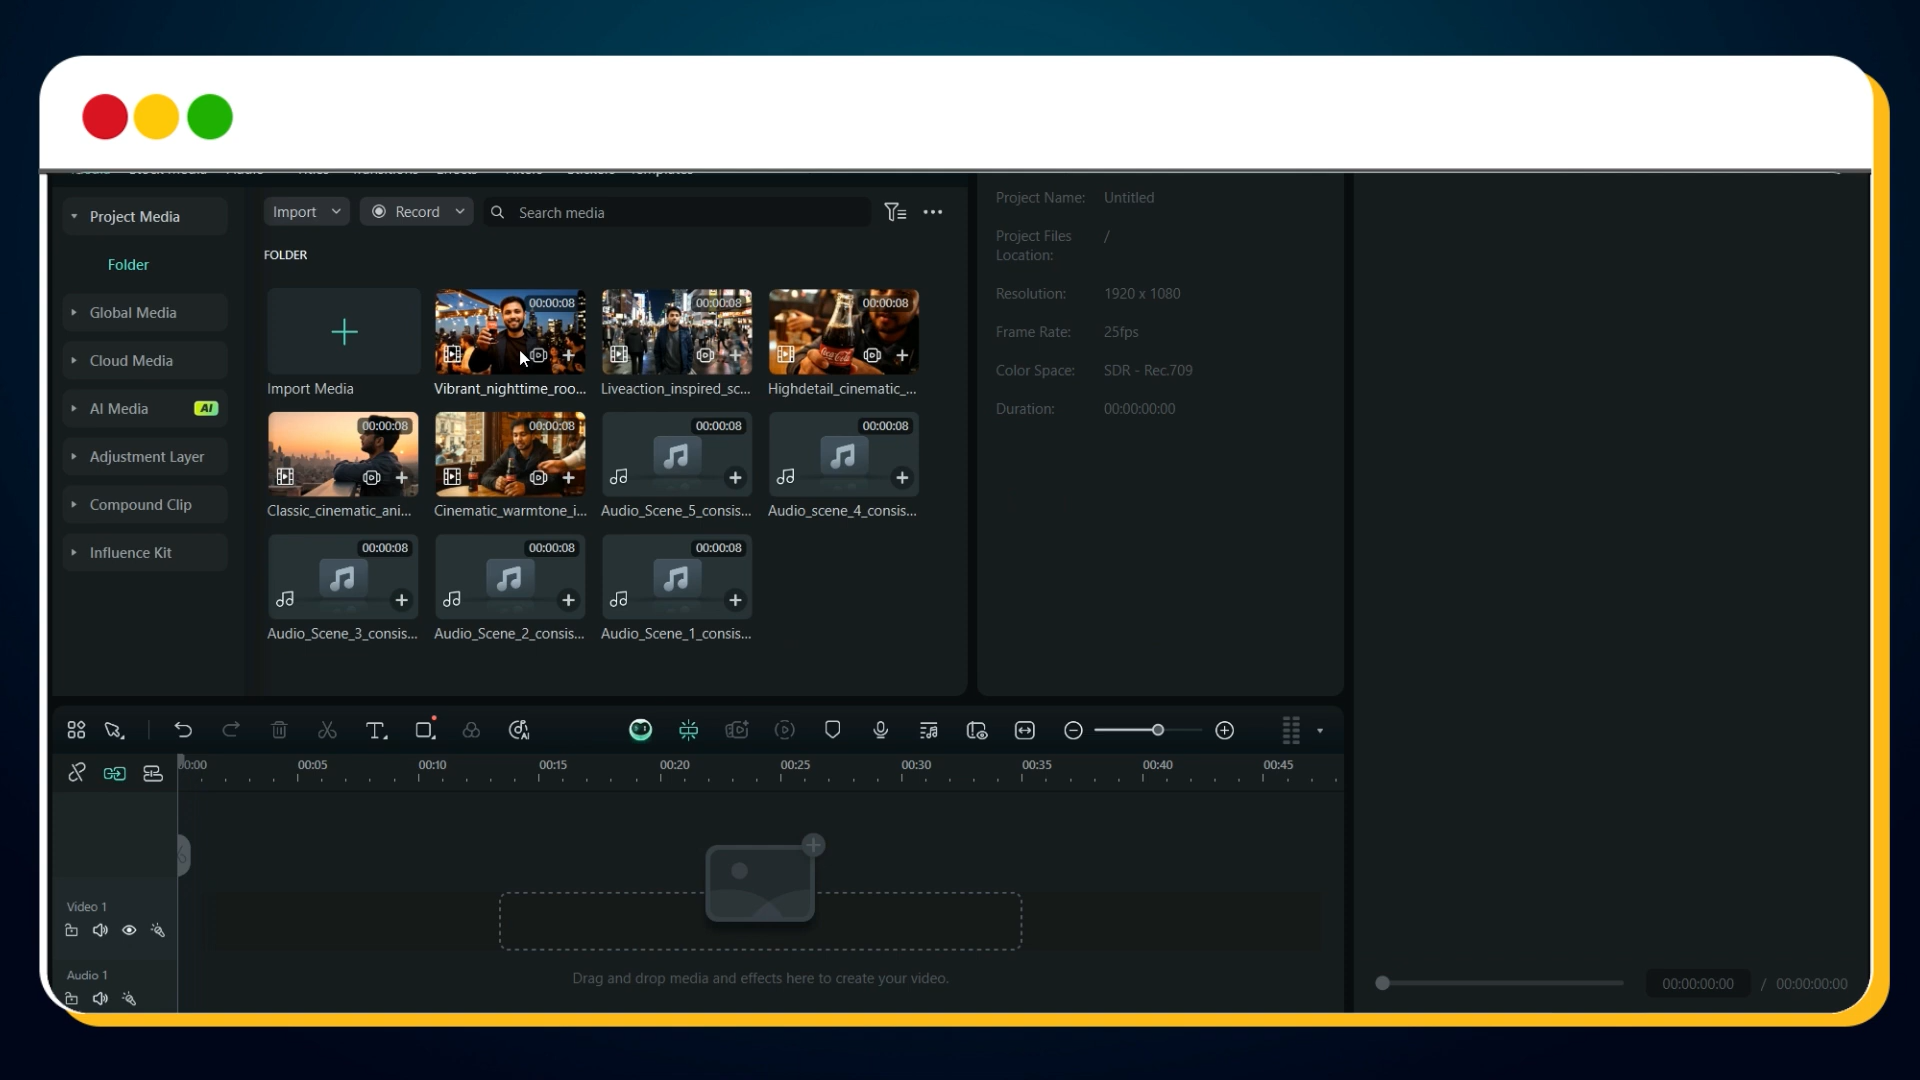 Project Media
Import
Record
Search media
Project Name: Untitled
FOLDER
Project Files
Location: /
Folder
Resolution: 1920 x 1080
Global Media
00:00:08
00:00:08
00:00:08
Frame Rate: 25fps
Cloud Media
Color Space: SDR - Rec.709
Import Media
Vibrant_nighttime_roo...
Liveaction_inspired_sc...
Highdetail_cinematic_...
Coca-Cola
AI Media
AI
Duration: 00:00:00:00
00:00:08
00:00:08
00:00:08
00:00:08
Adjustment Layer
Compound Clip
Classic_cinematic_ani...
Cinematic_warmtone_i...
Audio_Scene_5_consis...
Audio_scene_4_consis...
Influence Kit
00:00:08
00:00:08
00:00:08
Audio_Scene_3_consis...
Audio_Scene_2_consis...
Audio_Scene_1_consis...
00:00 00:05 00:10 00:15 00:20 00:25 00:30 00:35 00:40 00:45
Video 1
Audio 1
Drag and drop media and effects here to create your video.
00:00:00:00 / 00:00:00:00